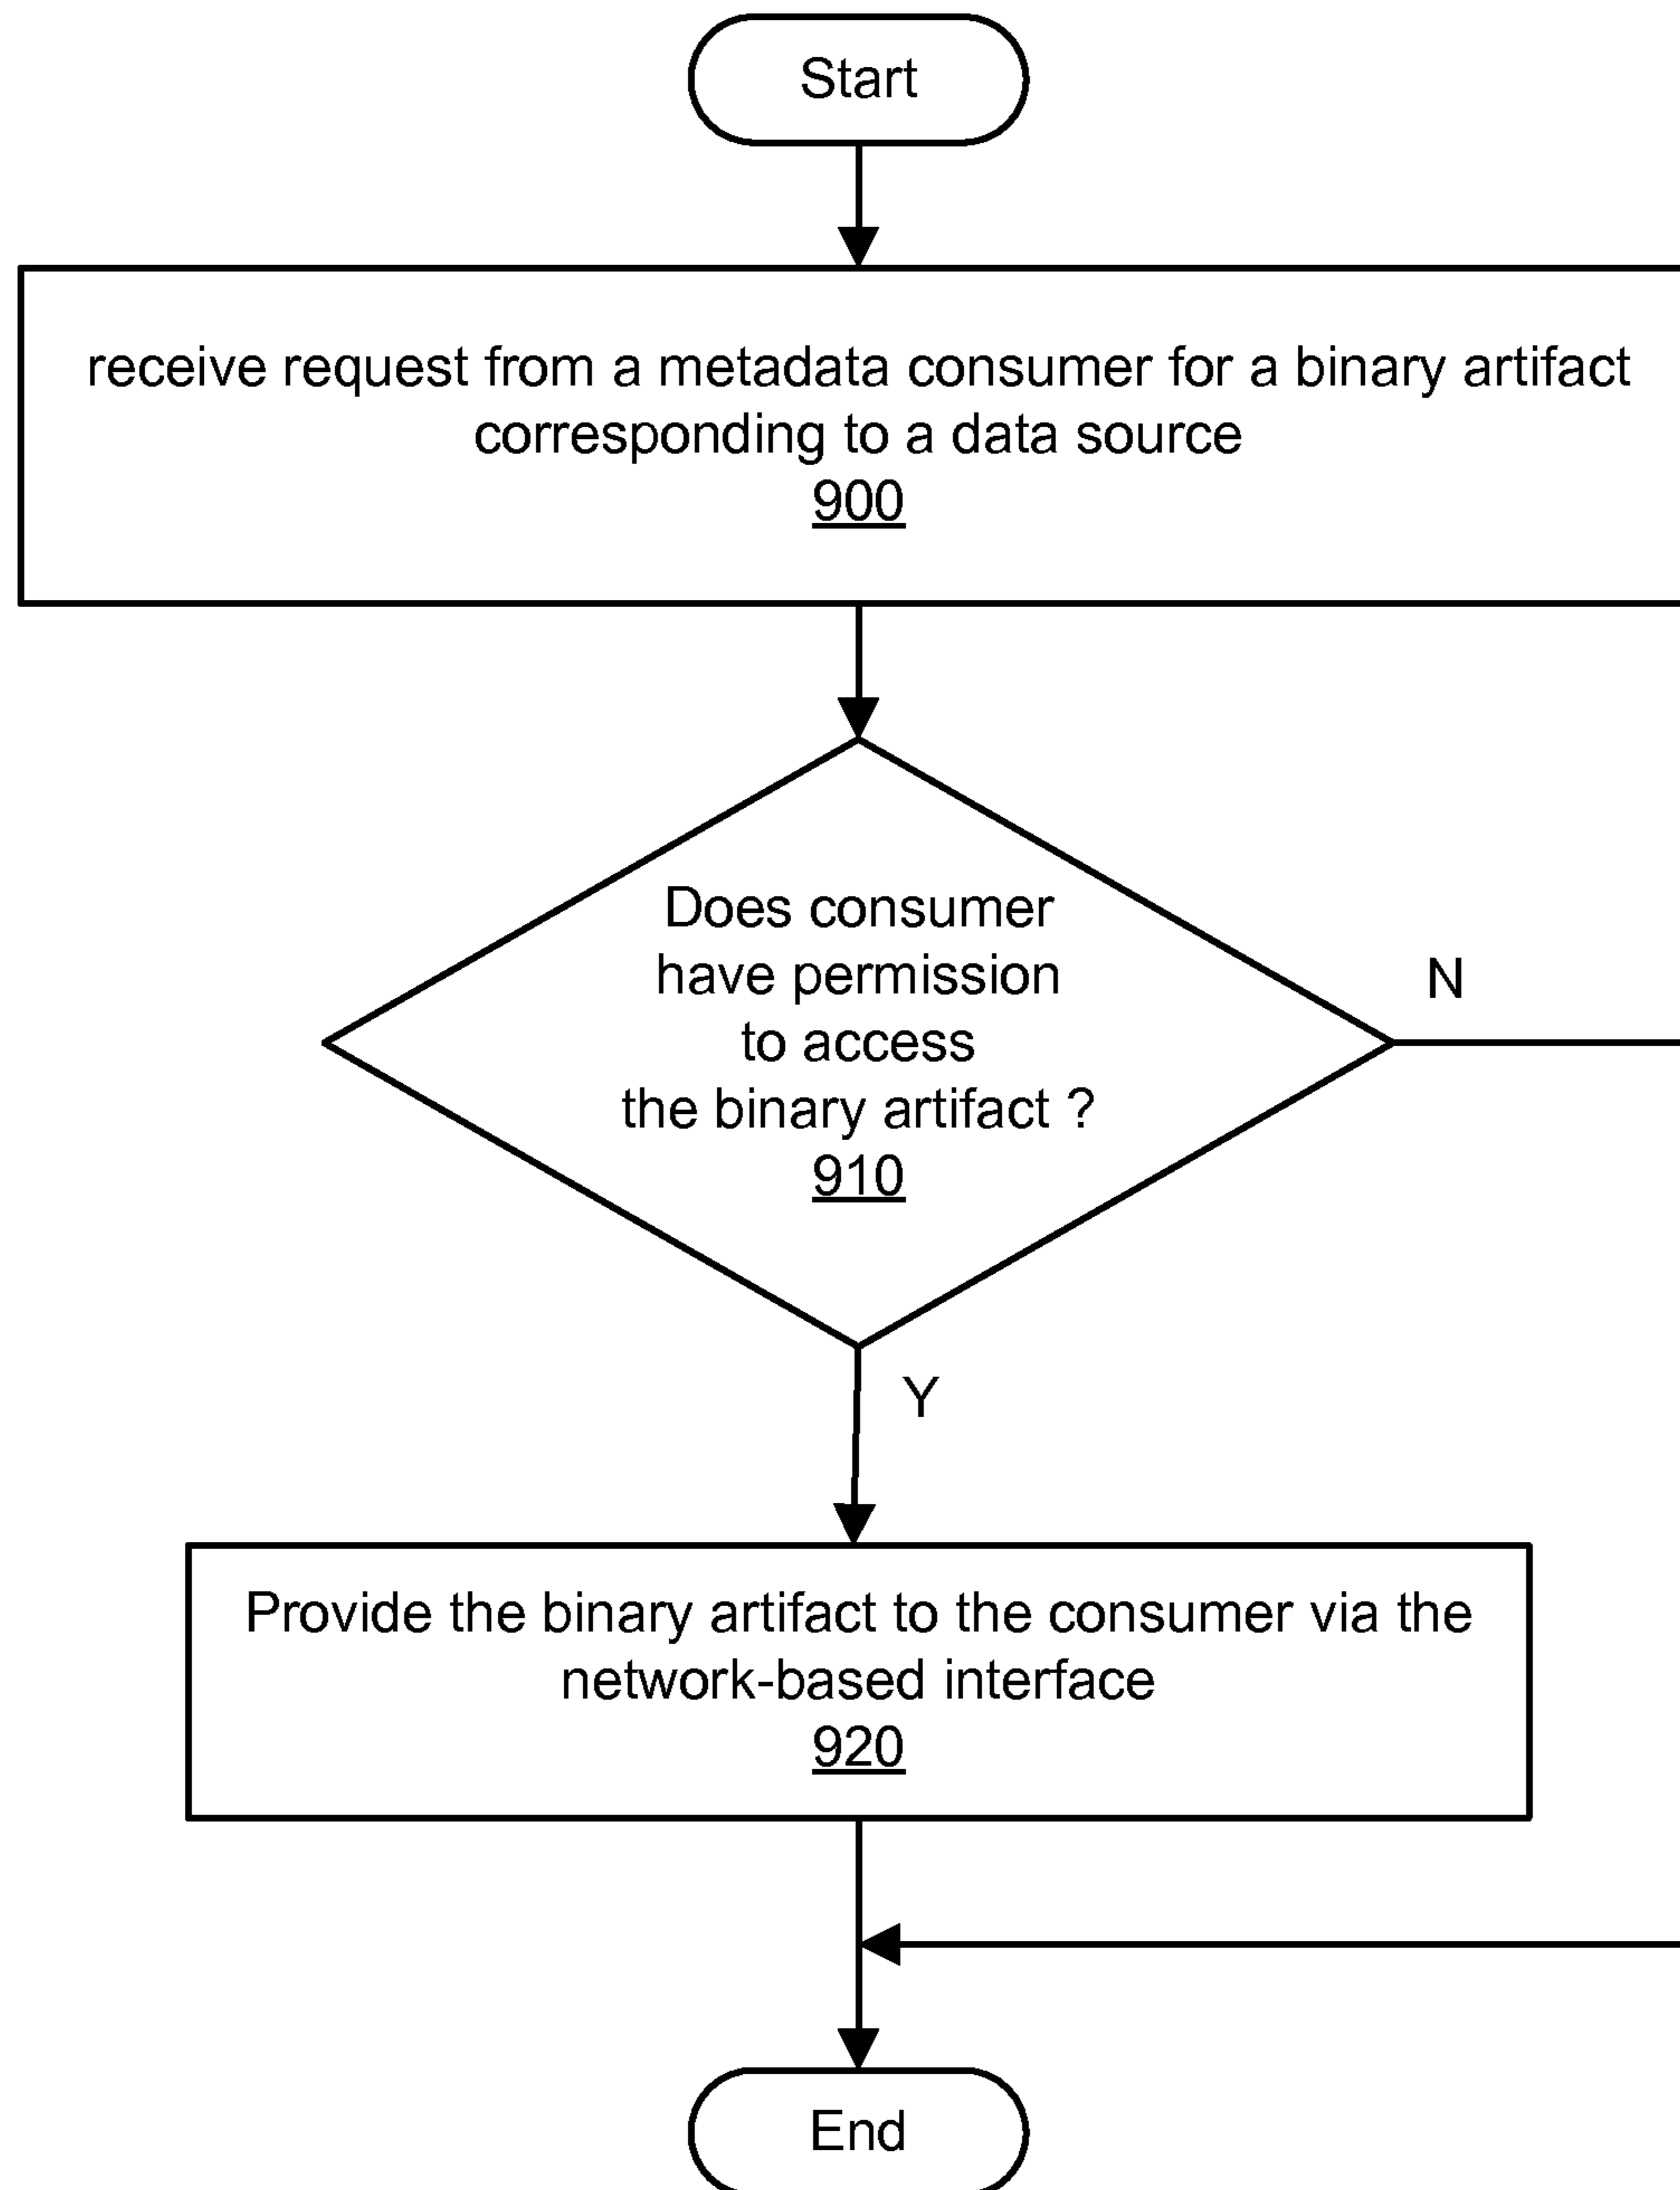 Start
receive request from a metadata consumer for a binary artifact
corresponding to a data source
900
Does consumer
have permission
to access
the binary artifact ?
910
N
Y
Provide the binary artifact to the consumer via the
network-based interface
920
End